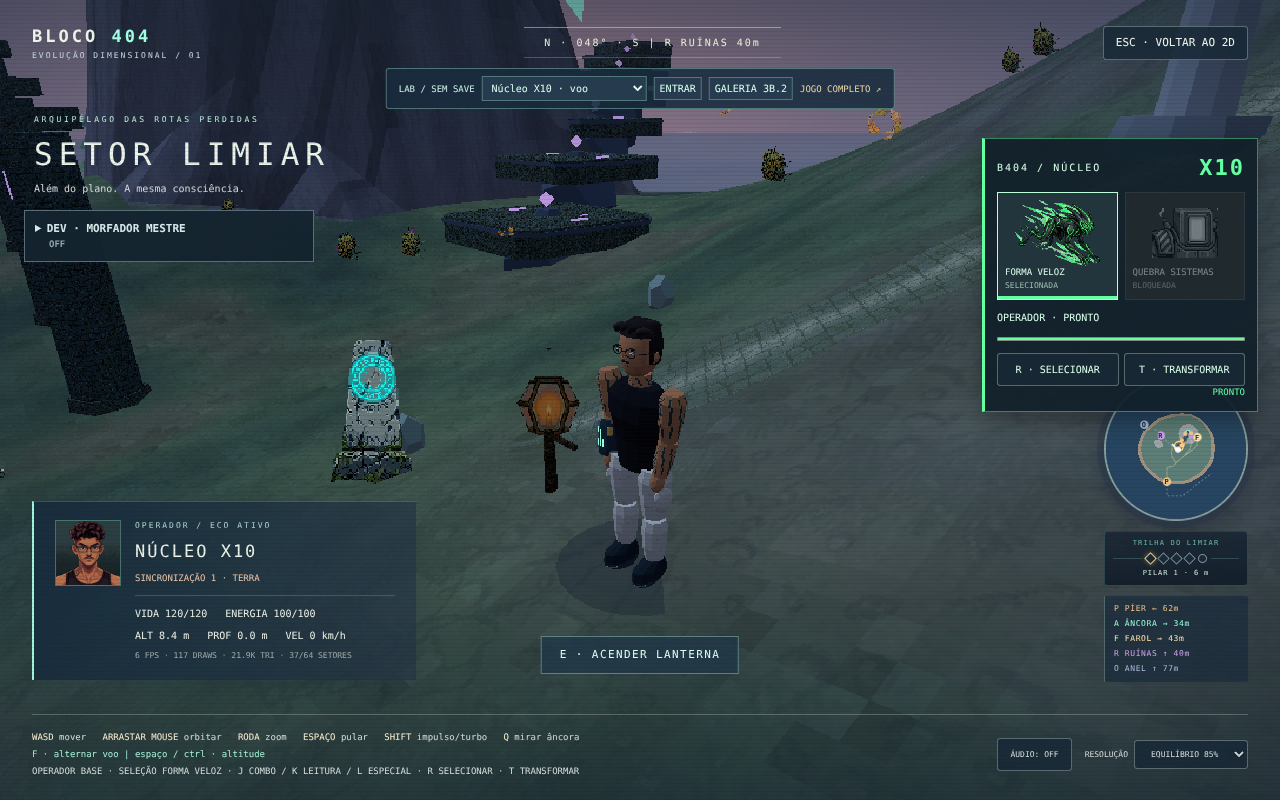 BLOCO 404
EVOLUÇÃO DIMENSIONAL / 01
N · 048° · S | R RUÍNAS 40m
ESC · VOLTAR AO 2D
LAB / SEM SAVE
Núcleo X10 · voo
ENTRAR
GALERIA 3B.2
JOGO COMPLETO ↗
ARQUIPÉLAGO DAS ROTAS PERDIDAS
SETOR LIMIAR
Além do plano. A mesma consciência.
▶ DEV · MORFADOR MESTRE
OFF
B404 / NÚCLEO
X10
FORMA VELOZ
SELECIONADA
QUEBRA SISTEMAS
BLOQUEADA
OPERADOR · PRONTO
R · SELECIONAR
T · TRANSFORMAR
PRONTO
O
R
F
P
TRILHA DO LIMIAR
PILAR 1 · 6 m
P PÍER ← 62m
A ÂNCORA → 34m
F FAROL → 43m
R RUÍNAS ↑ 40m
O ANEL ↑ 77m
OPERADOR / ECO ATIVO
NÚCLEO X10
SINCRONIZAÇÃO 1 · TERRA
VIDA 120/120 ENERGIA 100/100
ALT 8.4 m PROF 0.0 m VEL 0 km/h
6 FPS · 117 DRAWS · 21.9K TRI · 37/64 SETORES
E · ACENDER LANTERNA
WASD mover ARRASTAR MOUSE orbitar RODA zoom ESPAÇO pular SHIFT impulso/turbo Q mirar âncora
F · alternar voo | espaço / ctrl · altitude
OPERADOR BASE · SELEÇÃO FORMA VELOZ · J COMBO / K LEITURA / L ESPECIAL · R SELECIONAR · T TRANSFORMAR
ÁUDIO: OFF
RESOLUÇÃO
EQUILÍBRIO 85%